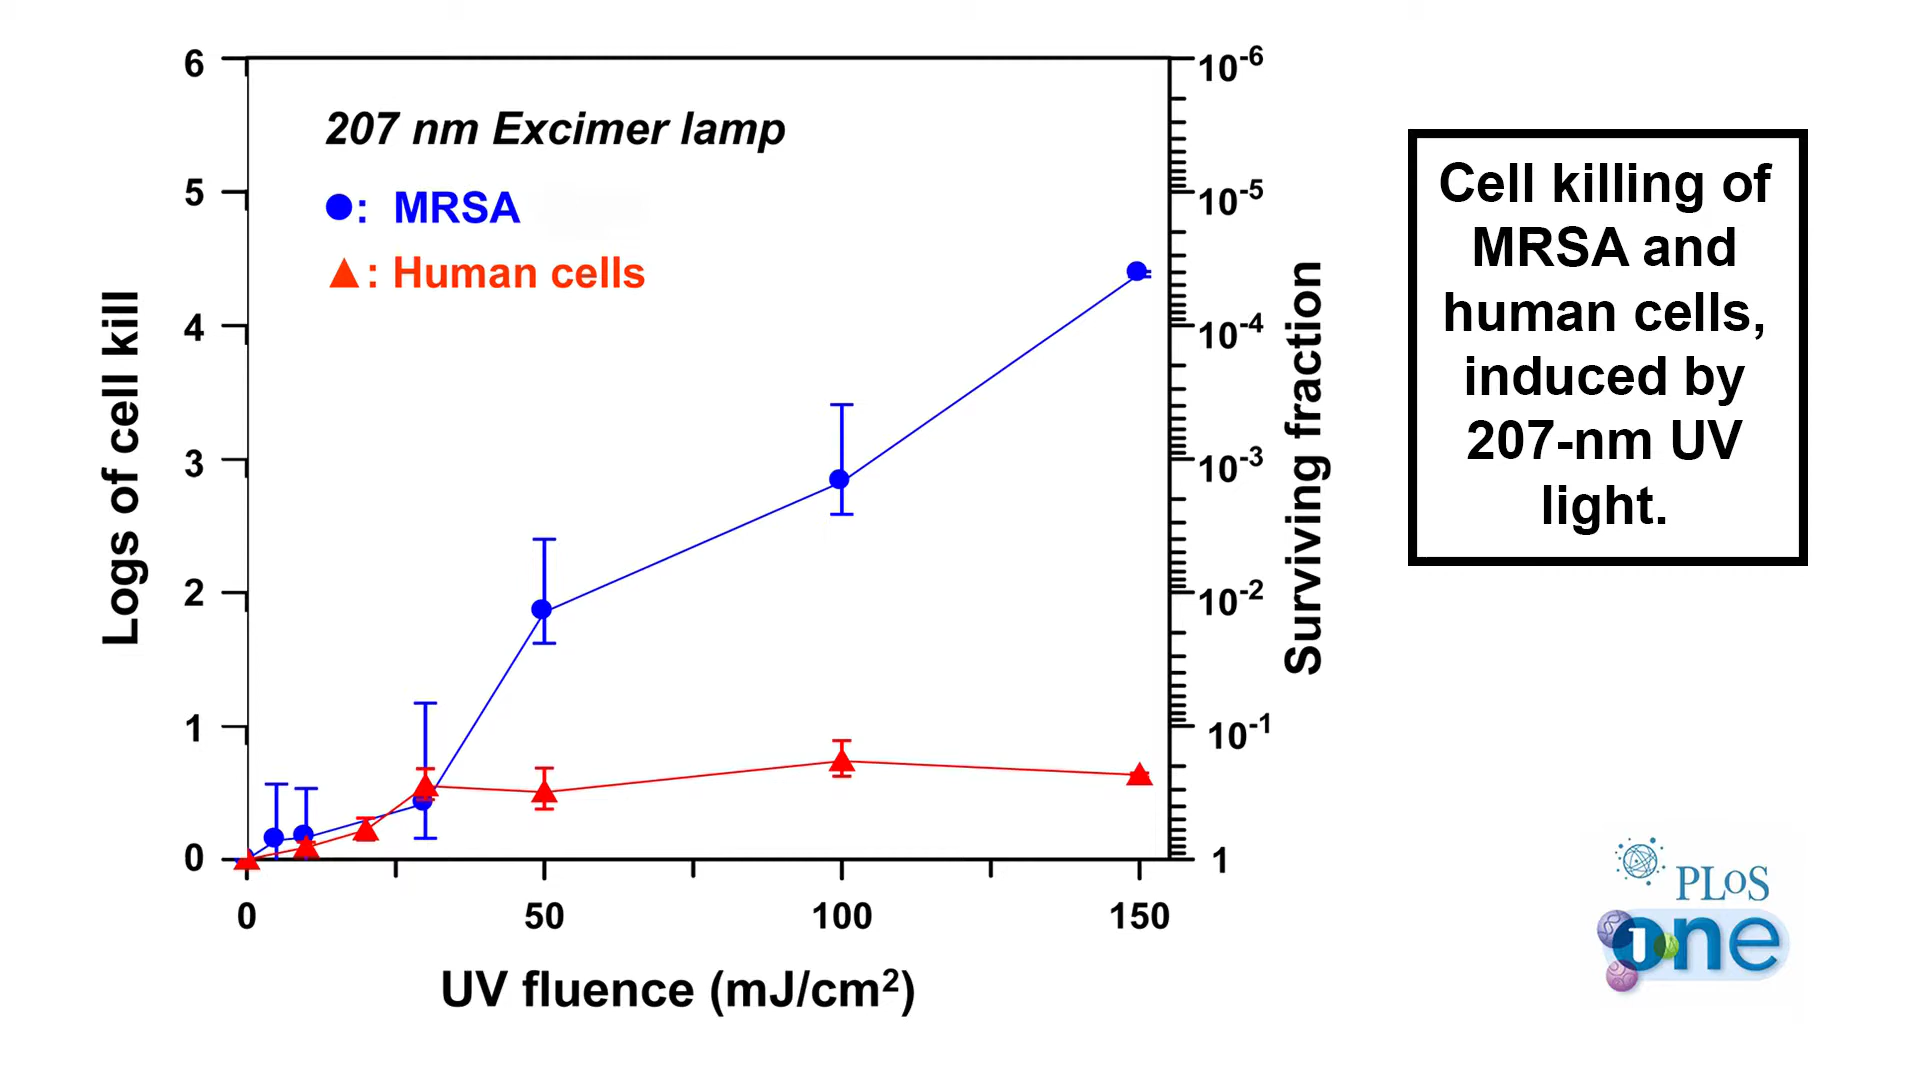 207 nm Excimer lamp
: MRSA
: Human cells
Logs of cell kill
6
5
4
3
2
1
0
10-6
10-5
10-4
10-3
10-2
10-1
1
Surviving fraction
0 50 100 150
UV fluence (mJ/cm2)
Cell killing of
MRSA and
human cells,
induced by
207-nm UV
light.
PLoS
one
1